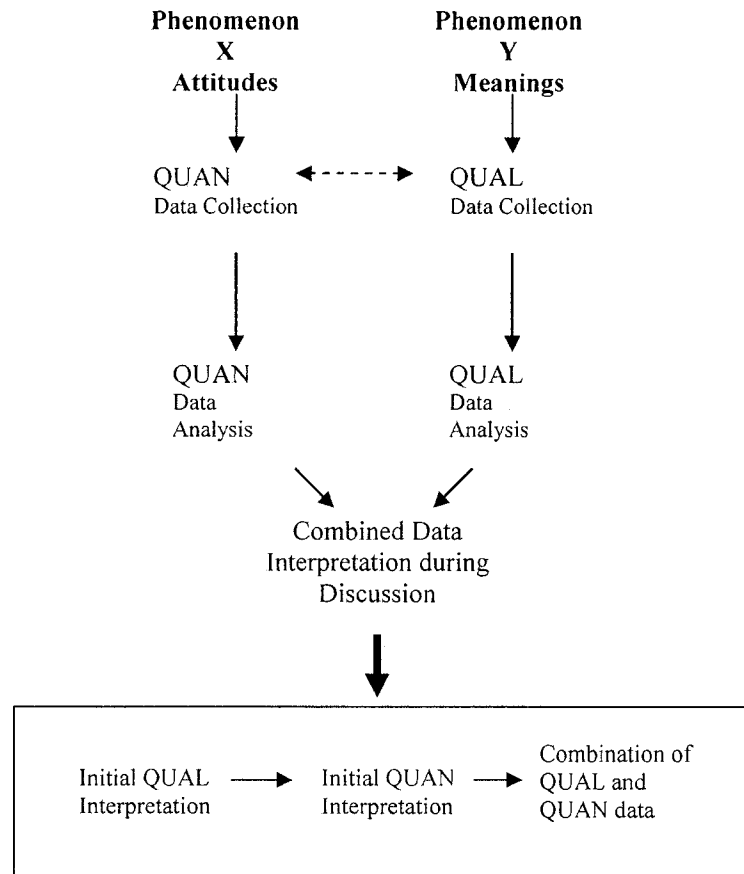 Phenomenon
X
Attitudes
Phenomenon
Y
Meanings
QUAN
Data Collection
QUAL
Data Collection
QUAN
Data
Analysis
QUAL
Data
Analysis
Combined Data
Interpretation during
Discussion
Initial QUAL
Interpretation
Initial QUAN
Interpretation
Combination of
QUAL and
QUAN data